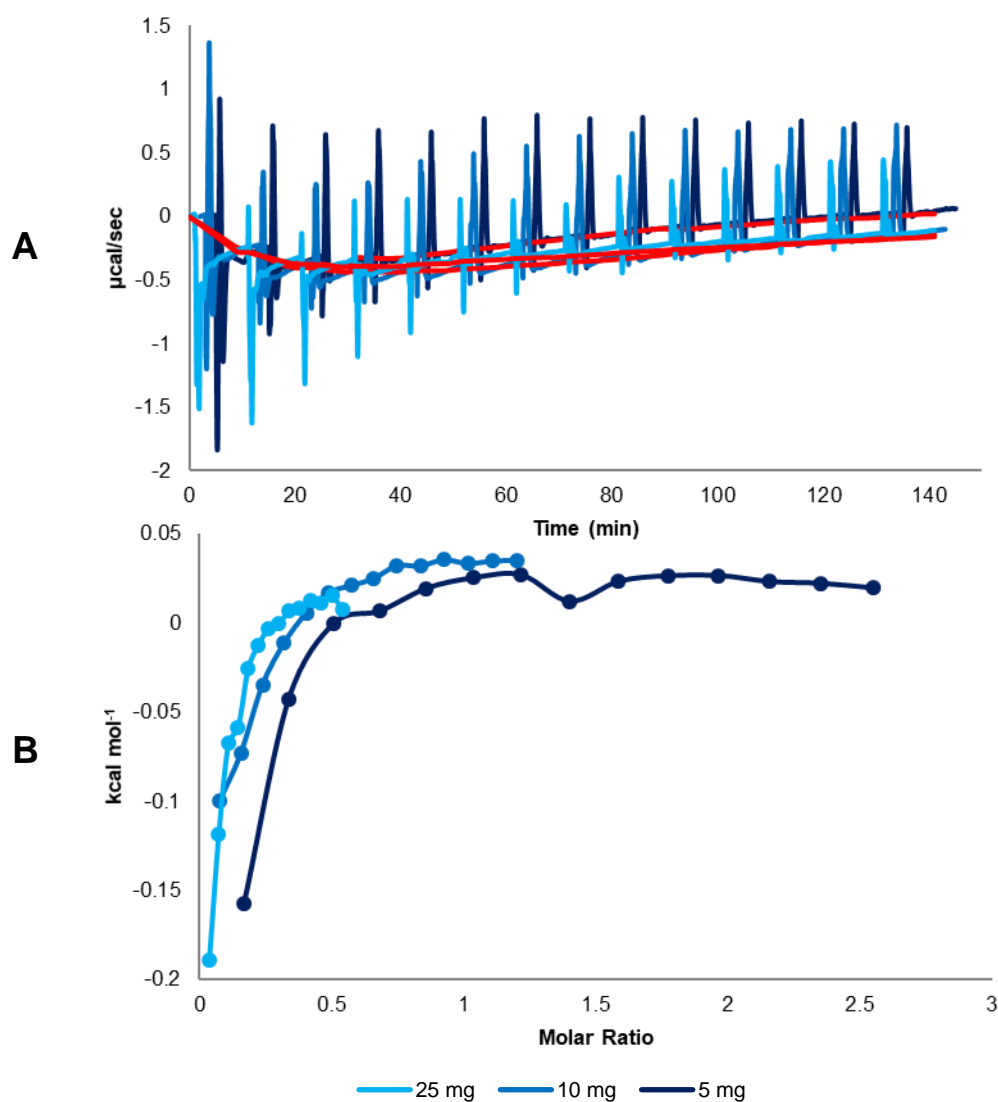 A
µcal/sec
1.5
1
0.5
0
-0.5
-1
-1.5
-2
0 20 40 60 80 100 120 140
Time (min)
B
kcal mol-1
0.05
0
-0.05
-0.1
-0.15
-0.2
0 0.5 1 1.5 2 2.5 3
Molar Ratio
25 mg 10 mg 5 mg